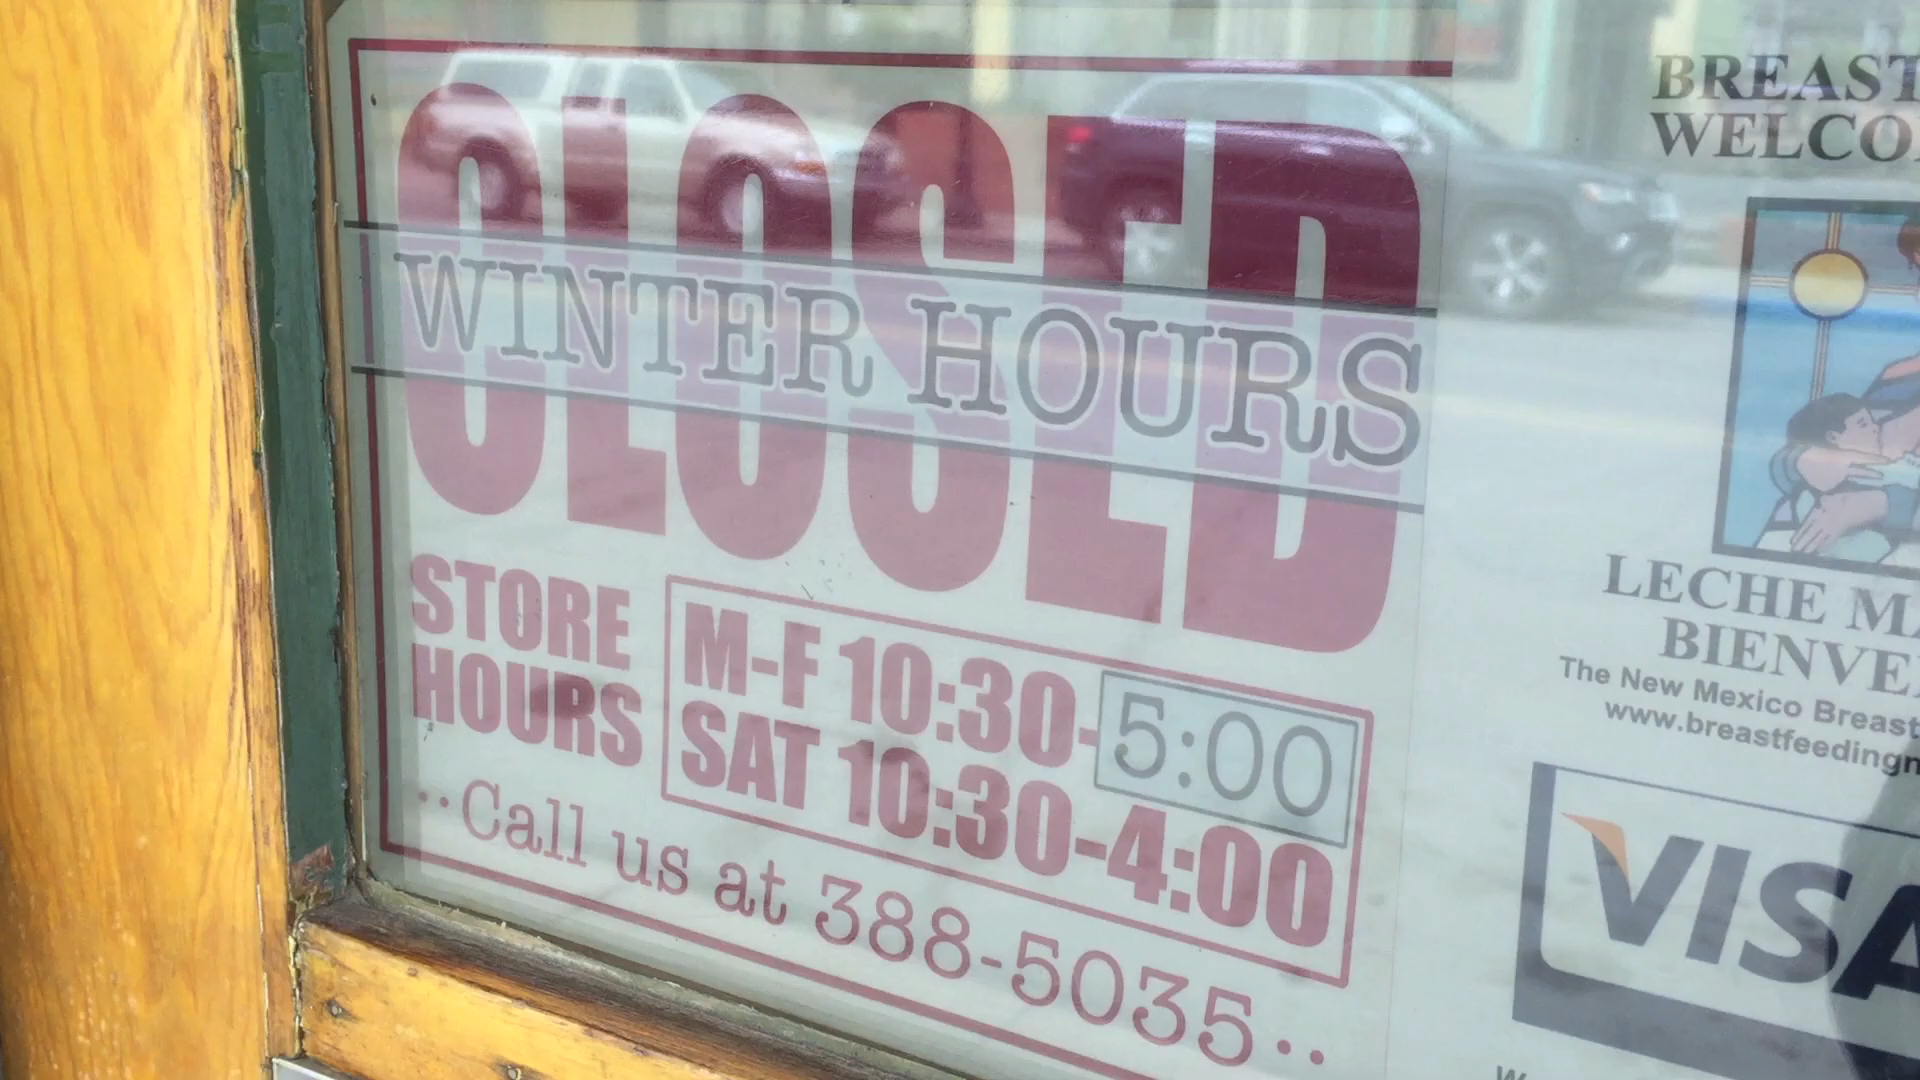 CLOSED
WINTER HOURS
STORE HOURS
M-F 10:30-5:00
SAT 10:30-4:00
..Call us at 388-5035..
BREAST
WELCO
LECHE MA
BIENVE
The New Mexico Breast
www.breastfeedingn
VISA